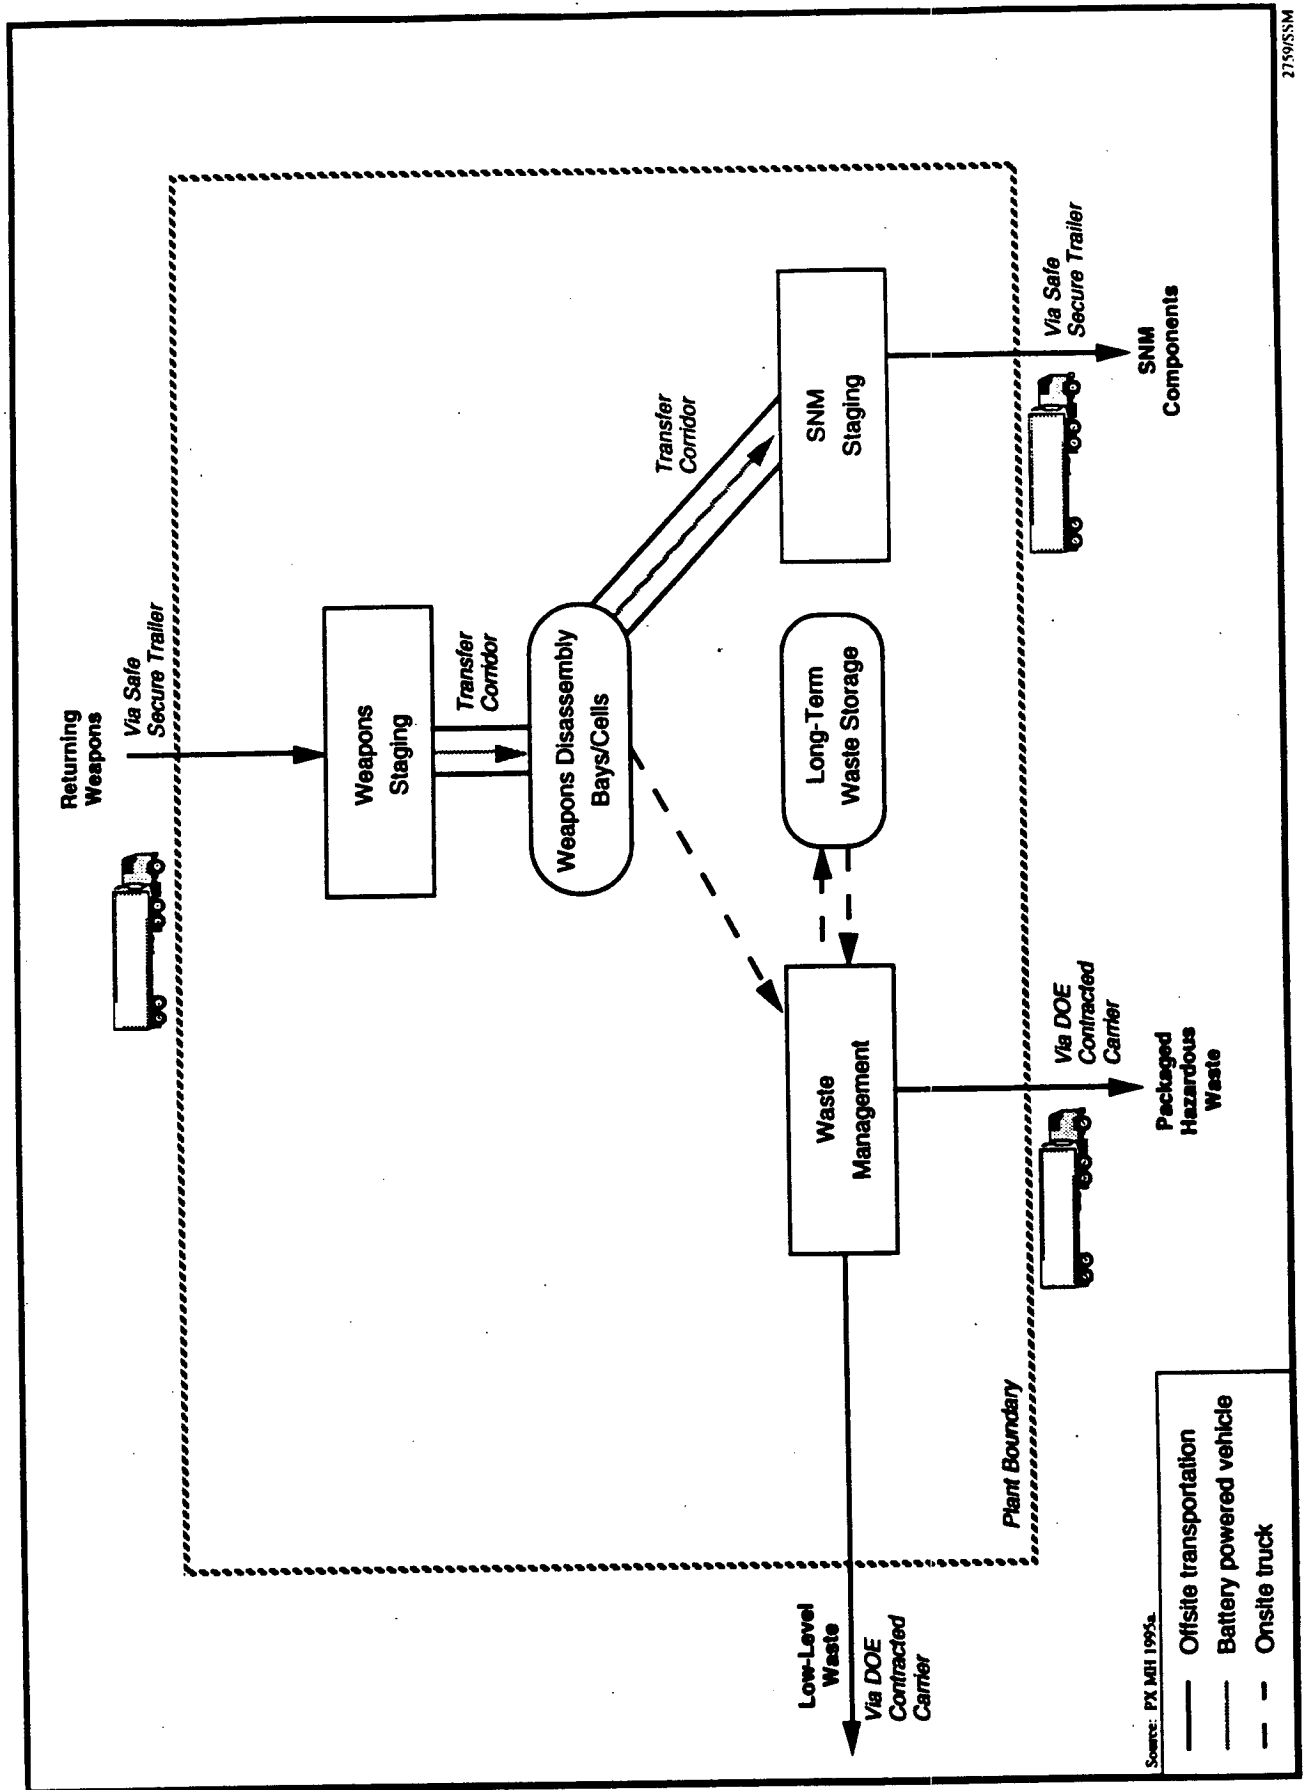 Returning
Weapons
Via Safe
Secure Trailer
Weapons
Staging
Transfer
Corridor
Weapons Disassembly
Bays/Cells
Transfer
Corridor
Long-Term
Waste Storage
SNM
Staging
Waste
Management
Low-Level
Waste
Via DOE
Contracted
Carrier
Via DOE
Contracted
Carrier
Packaged
Hazardous
Waste
Via Safe
Secure Trailer
SNM
Components
Plant Boundary
Source: PX MH 1995a.
Offsite transportation
Battery powered vehicle
Onsite truck
2759/SSM